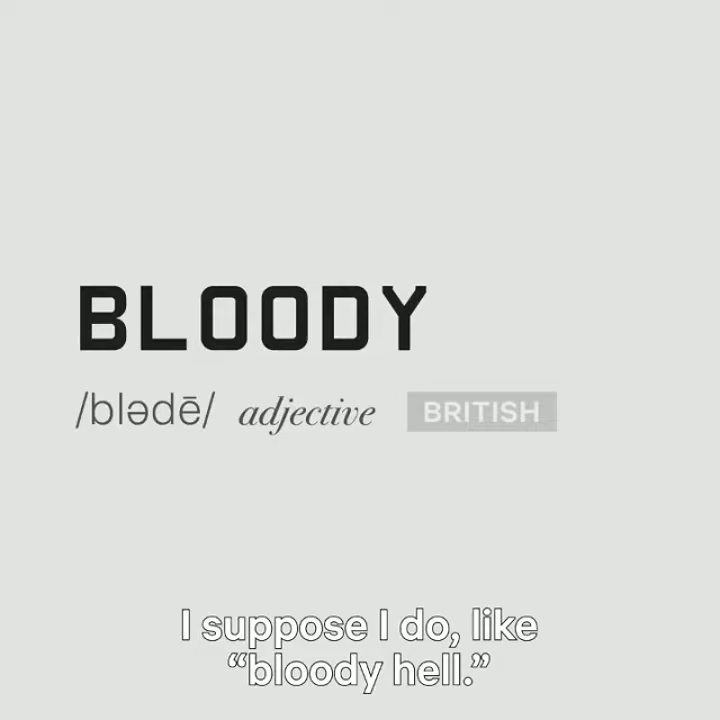 BLOODY
/blədē/ adjective BRITISH
I suppose I do, like
“bloody hell.”